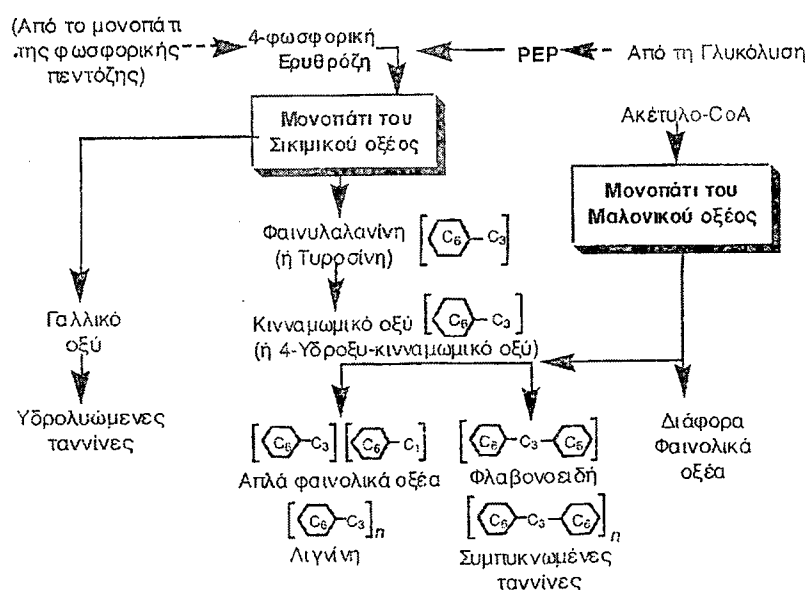 (Από το μονοπάτι
της φωσφορικής
πεντόζης)
4-φωσφορική
Ερυθρόζη
PEP
Από τη Γλυκόλυση
Μονοπάτι του
Σικιμικού οξέος
Ακέτυλο-CoA
Μονοπάτι του
Μαλονικού οξέος
Φαινυλαλανίνη
(ή Τυροσίνη)
C6 C3
Κινναμωμικό οξύ
(ή 4-Υδροξυ-κινναμωμικό οξύ)
C6 C3
Γαλλικό
οξύ
Υδρολυώμενες
ταννίνες
C6 C3 C6 C1
Απλά φαινολικά οξέα
C6 C3 n
Λιγνίνη
C6 C3 C6
Φλαβονοειδή
C6 C3 C6 n
Συμπυκνωμένες
ταννίνες
Διάφορα
Φαινολικά
οξέα